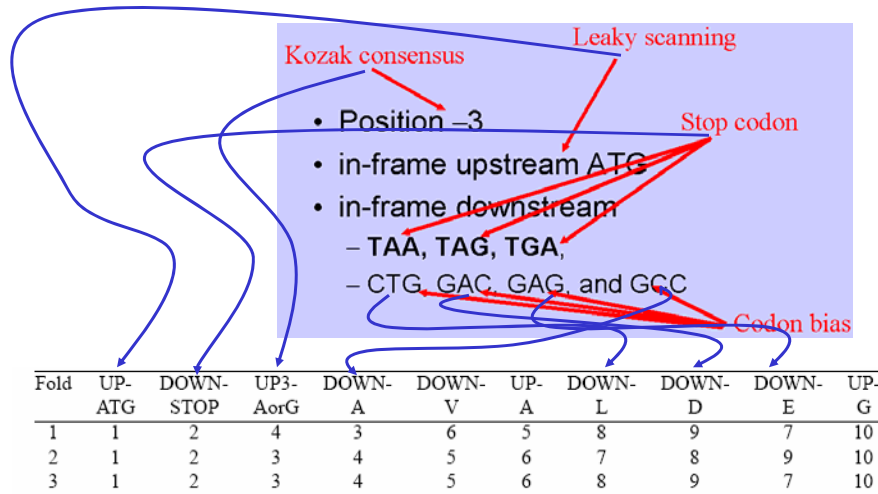 Leaky scanning
Kozak consensus
• Position –3
Stop codon
• in-frame upstream ATG
• in-frame downstream
– TAA, TAG, TGA,
– CTG, GAC, GAG, and GCC
Codon bias
Fold UP- DOWN- UP3- DOWN- DOWN- UP- DOWN- DOWN- DOWN- UP-
ATG STOP AorG A V A L D E G
1 1 2 4 3 6 5 8 9 7 10
2 1 2 3 4 5 6 7 8 9 10
3 1 2 3 4 5 6 8 9 7 10